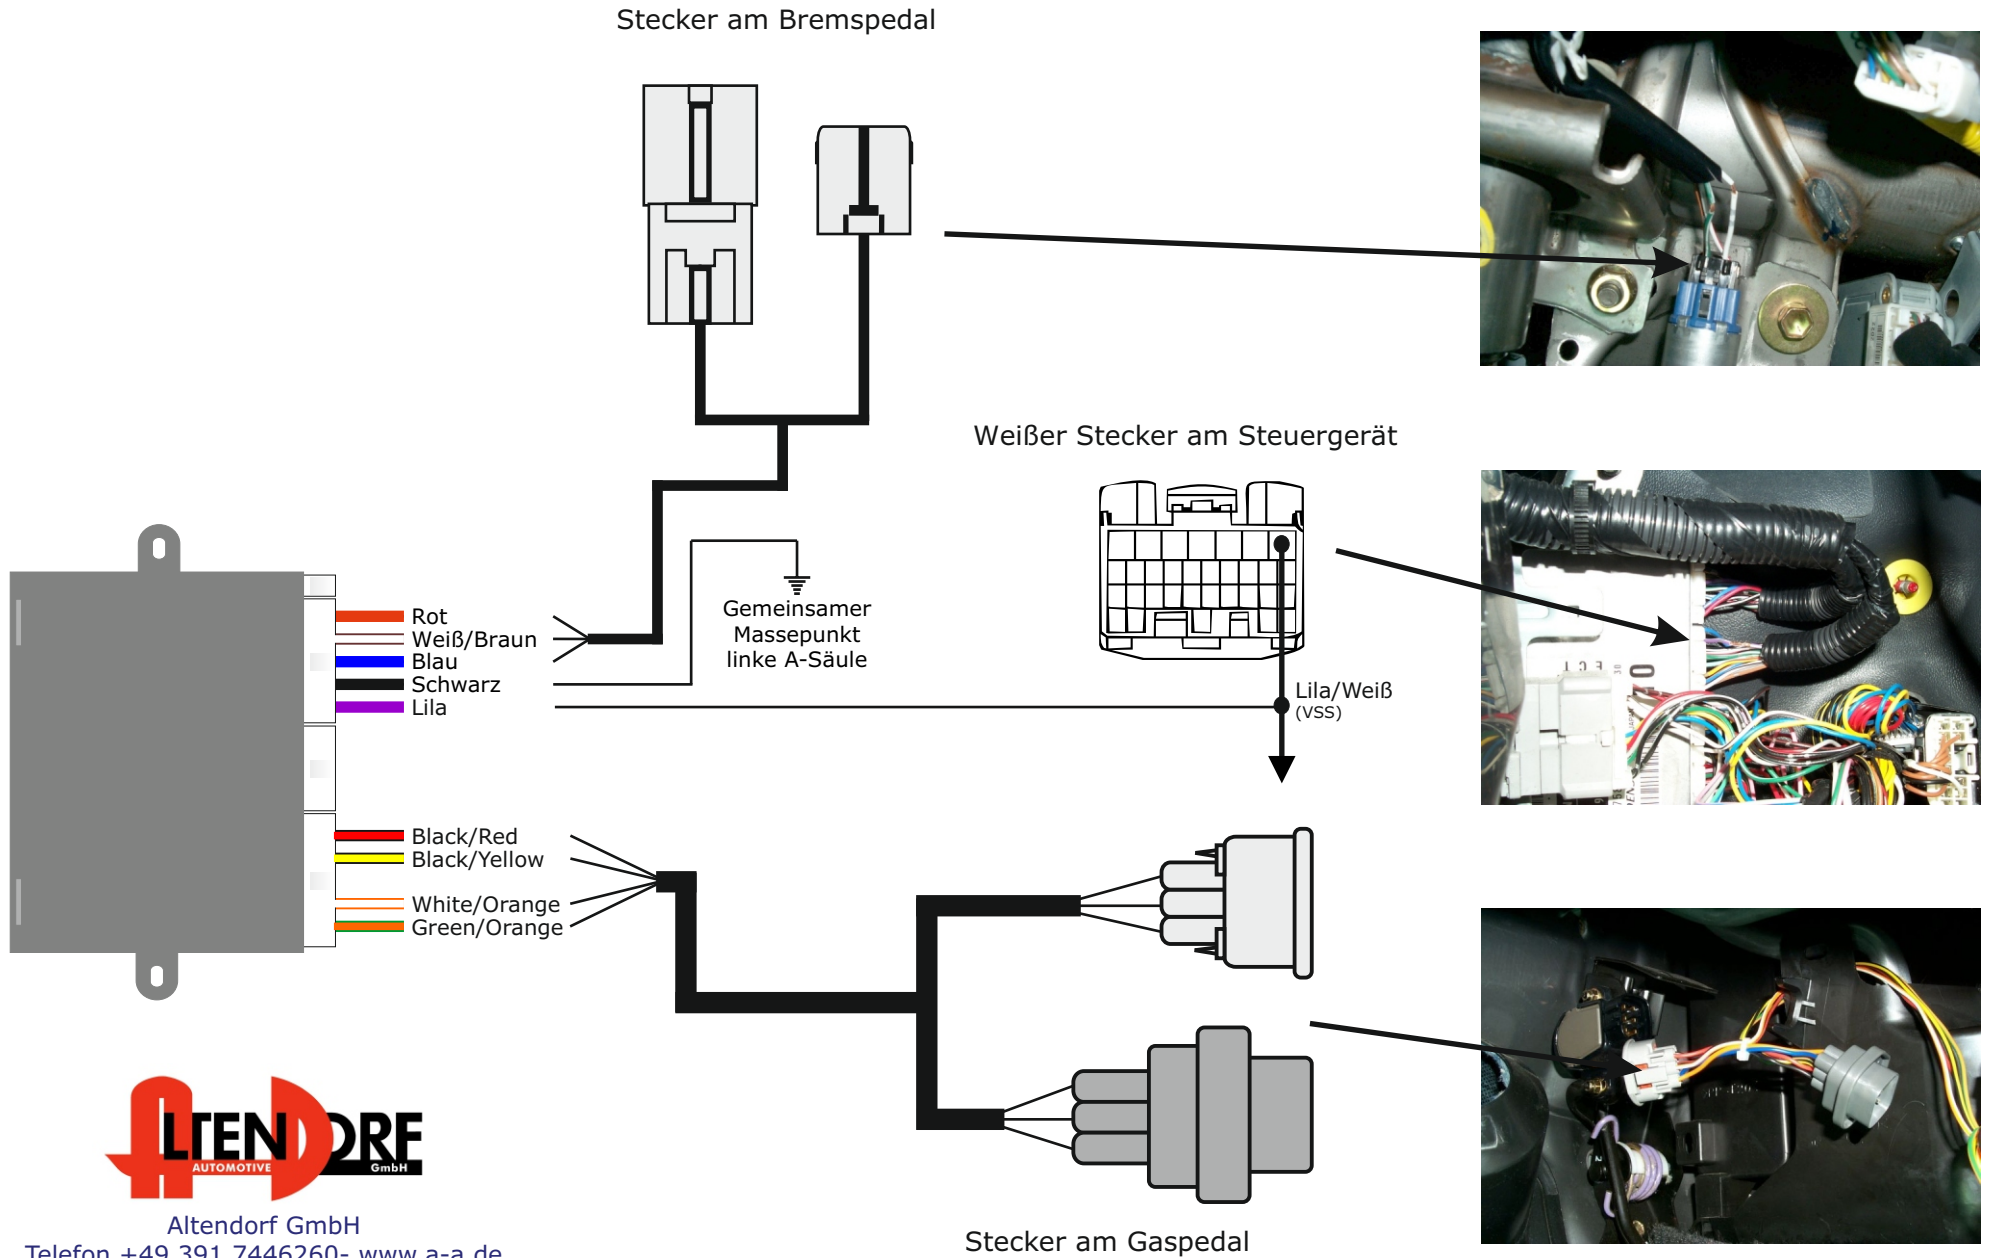 Stecker am Bremspedal
Weißer Stecker am Steuergerät
Rot
Weiß/Braun
Blau
Schwarz
Lila
Gemeinsamer
Massepunkt
linke A-Säule
Lila/Weiß
(VSS)
Black/Red
Black/Yellow
White/Orange
Green/Orange
ALTENDORF
AUTOMOTIVE
GmbH
Altendorf GmbH
Telefon +49 391 7446260- www.a-a.de
Stecker am Gaspedal